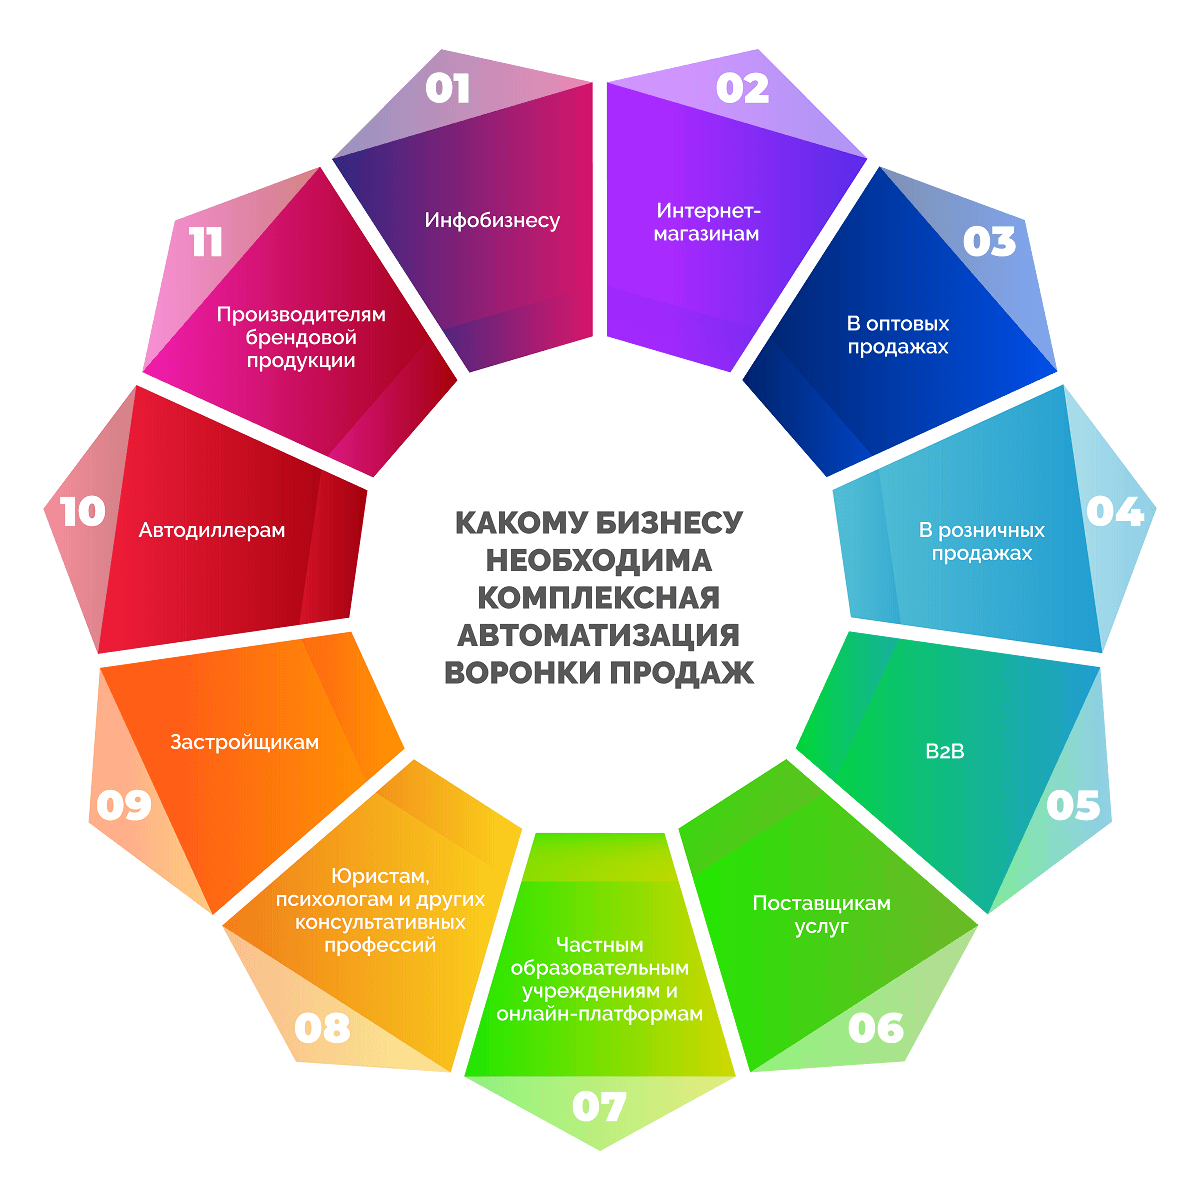 КАКОМУ БИЗНЕСУ
НЕОБХОДИМА
КОМПЛЕКСНАЯ
АВТОМАТИЗАЦИЯ
ВОРОНКИ ПРОДАЖ
01
Инфобизнесу
02
Интернет-
магазинам
03
В оптовых
продажах
04
В розничных
продажах
05
B2B
06
Поставщикам
услуг
07
Частным
образовательным
учреждениям и
онлайн-платформам
08
Юристам,
психологам и других
консультативных
профессий
09
Застройщикам
10
Автодиллерам
11
Производителям
брендовой
продукции